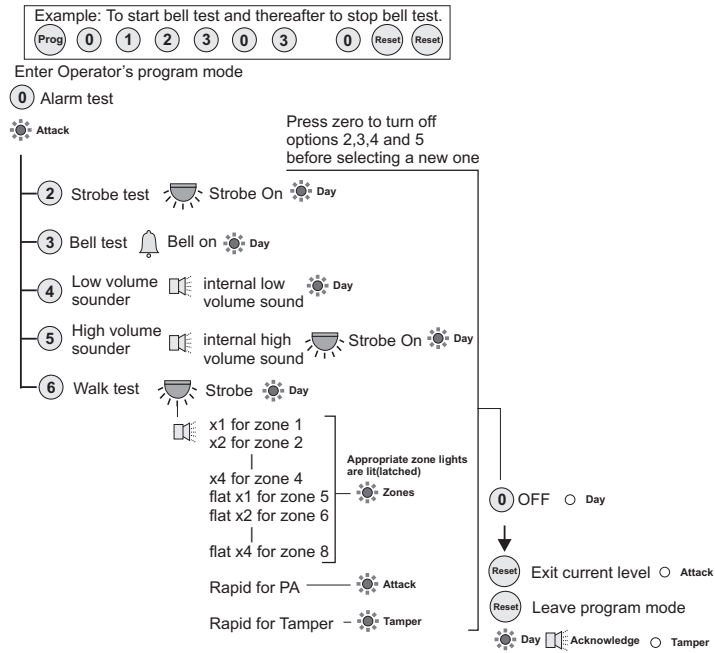 Example: To start bell test and thereafter to stop bell test.
Prog 0 1 2 3 0 3 0 Reset Reset
Enter Operator's program mode
0 Alarm test
Attack
Press zero to turn off
options 2,3,4 and 5
before selecting a new one
2 Strobe test Strobe On Day
3 Bell test Bell on Day
4 Low volume sounder internal low volume sound Day
5 High volume sounder internal high volume sound Strobe On Day
6 Walk test Strobe Day
x1 for zone 1
x2 for zone 2
x4 for zone 4
flat x1 for zone 5
flat x2 for zone 6
flat x4 for zone 8
Appropriate zone lights
are lit(latched)
Zones
Rapid for PA Attack
Rapid for Tamper Tamper
0 OFF Day
Reset Exit current level Attack
Reset Leave program mode
Day Acknowledge Tamper